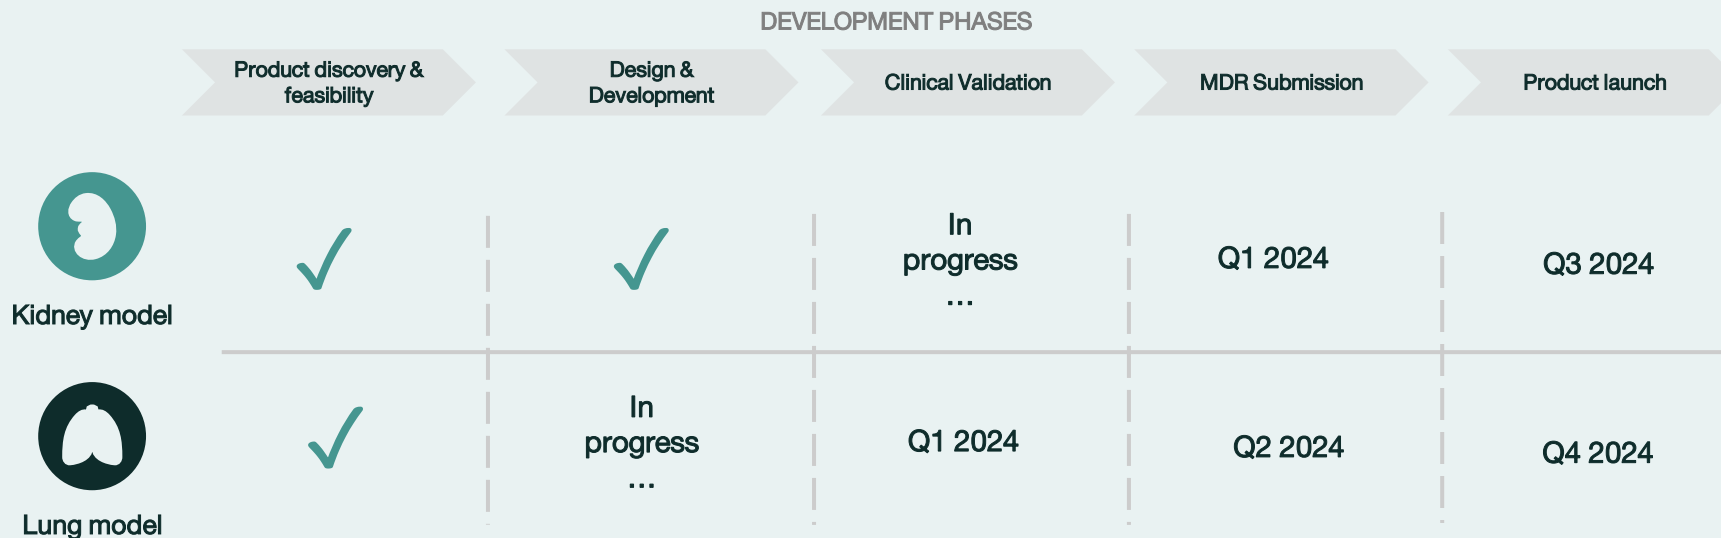 DEVELOPMENT PHASES
Product discovery &
feasibility
Design &
Development
Clinical Validation
MDR Submission
Product launch
Kidney model
In
progress
...
Q1 2024
Q3 2024
Lung model
In
progress
...
Q1 2024
Q2 2024
Q4 2024